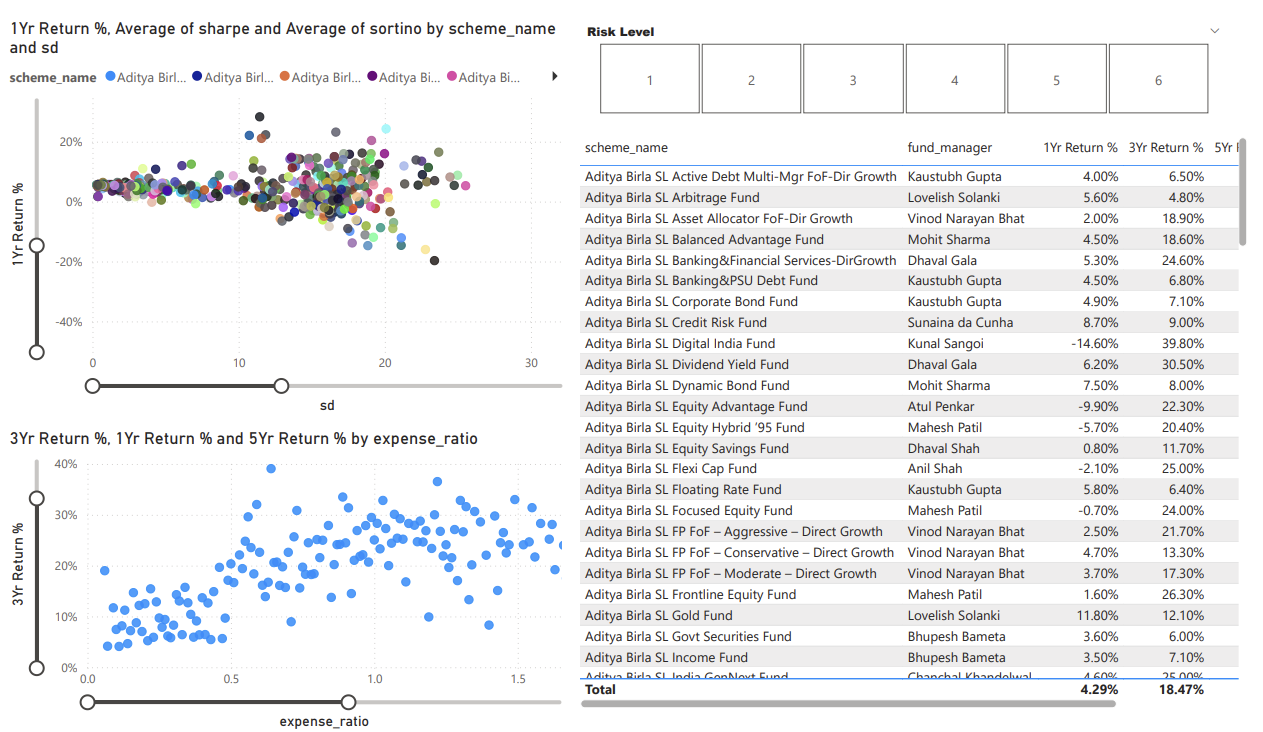 1Yr Return %, Average of sharpe and Average of sortino by scheme_name
and sd
scheme_name Aditya Birl... Aditya Birl... Aditya Birl... Aditya Bi... Aditya Bi...
1Yr Return %
20%
0%
-20%
-40%
0 10 20 30
sd
3Yr Return %, 1Yr Return % and 5Yr Return % by expense_ratio
3Yr Return %
40%
30%
20%
10%
0%
0.0 0.5 1.0 1.5
expense_ratio
Risk Level
1 2 3 4 5 6
scheme_name fund_manager 1Yr Return % 3Yr Return % 5Yr
Aditya Birla SL Active Debt Multi-Mgr FoF-Dir Growth Kaustubh Gupta 4.00% 6.50%
Aditya Birla SL Arbitrage Fund Lovelish Solanki 5.60% 4.80%
Aditya Birla SL Asset Allocator FoF-Dir Growth Vinod Narayan Bhat 2.00% 18.90%
Aditya Birla SL Balanced Advantage Fund Mohit Sharma 4.50% 18.60%
Aditya Birla SL Banking&Financial Services-DirGrowth Dhaval Gala 5.30% 24.60%
Aditya Birla SL Banking&PSU Debt Fund Kaustubh Gupta 4.50% 6.80%
Aditya Birla SL Corporate Bond Fund Kaustubh Gupta 4.90% 7.10%
Aditya Birla SL Credit Risk Fund Sunaina da Cunha 8.70% 9.00%
Aditya Birla SL Digital India Fund Kunal Sangoi -14.60% 39.80%
Aditya Birla SL Dividend Yield Fund Dhaval Gala 6.20% 30.50%
Aditya Birla SL Dynamic Bond Fund Mohit Sharma 7.50% 8.00%
Aditya Birla SL Equity Advantage Fund Atul Penkar -9.90% 22.30%
Aditya Birla SL Equity Hybrid '95 Fund Mahesh Patil -5.70% 20.40%
Aditya Birla SL Equity Savings Fund Dhaval Shah 0.80% 11.70%
Aditya Birla SL Flexi Cap Fund Anil Shah -2.10% 25.00%
Aditya Birla SL Floating Rate Fund Kaustubh Gupta 5.80% 6.40%
Aditya Birla SL Focused Equity Fund Mahesh Patil -0.70% 24.00%
Aditya Birla SL FP FoF – Aggressive – Direct Growth Vinod Narayan Bhat 2.50% 21.70%
Aditya Birla SL FP FoF – Conservative – Direct Growth Vinod Narayan Bhat 4.70% 13.30%
Aditya Birla SL FP FoF – Moderate – Direct Growth Vinod Narayan Bhat 3.70% 17.30%
Aditya Birla SL Frontline Equity Fund Mahesh Patil 1.60% 26.30%
Aditya Birla SL Gold Fund Lovelish Solanki 11.80% 12.10%
Aditya Birla SL Govt Securities Fund Bhupesh Bameta 3.60% 6.00%
Aditya Birla SL Income Fund Bhupesh Bameta 3.50% 7.10%
Aditya Birla SL India GenNext Fund Chanchal Khandelwal 4.60% 25.00%
Total 4.29% 18.47%